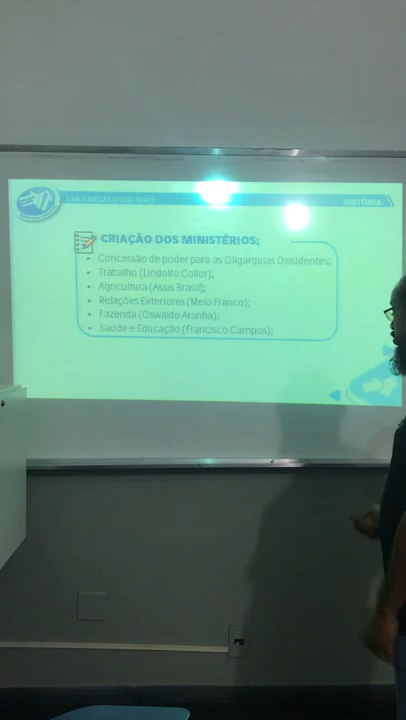 ERA VARGAS (1930-1945)
HISTÓRIA
CRIAÇÃO DOS MINISTÉRIOS;
Concessão de poder para as Oligarquias Dissidentes;
• Trabalho (Lindolfo Collor);
• Agricultura (Assis Brasil);
• Relações Exteriores (Melo Franco);
• Fazenda (Oswaldo Aranha);
• Saúde e Educação (Francisco Campos);